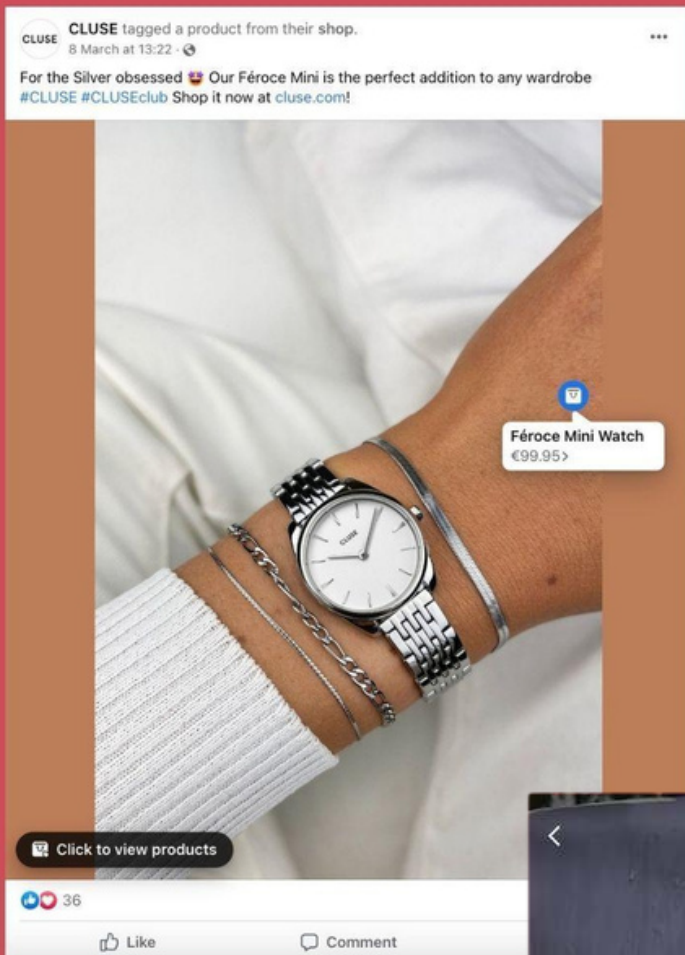 CLUSE
CLUSE tagged a product from their shop.
8 March at 13:22 ·
For the Silver obsessed 🤩 Our Féroce Mini is the perfect addition to any wardrobe
#CLUSE #CLUSEclub Shop it now at cluse.com!
CLUSE
Féroce Mini Watch
€99.95>
Click to view products
36
Like
Comment